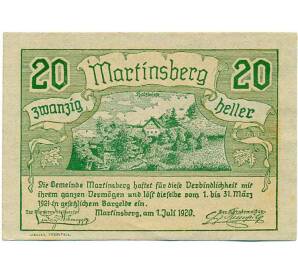 20 Martinsberg 20
zwanzig heller
Die Gemeinde Martinsberg haftet für diese Verbindlichkeit mit
ihrem ganzen Vermögen und löst dieselbe vom 1. bis 31. März
1921 in gesetzlichem Bargelde ein.
Martinsberg, am 1. Juli 1920.